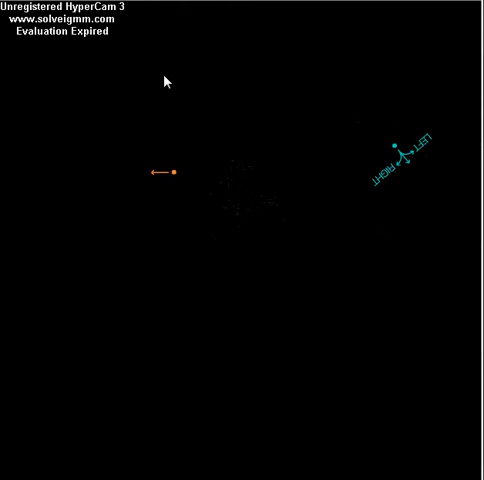 Unregistered HyperCam 3
www.solveigmm.com
Evaluation Expired
LEFT
RIGHT